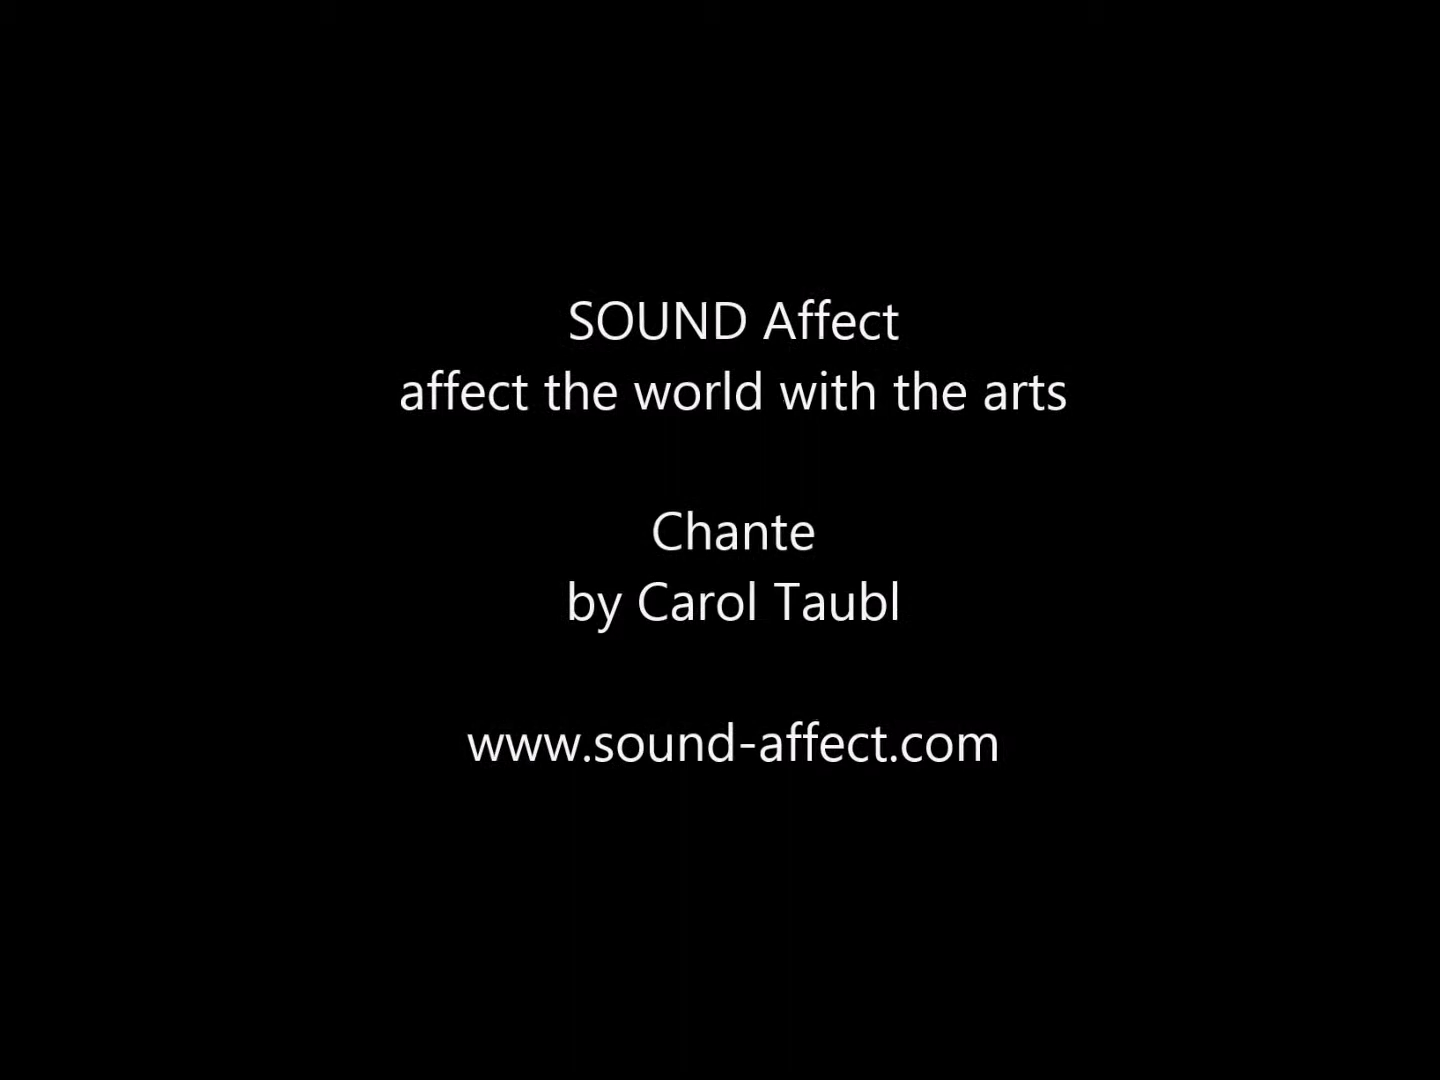 SOUND Affect
affect the world with the arts
Chante
by Carol Taubl
www.sound-affect.com